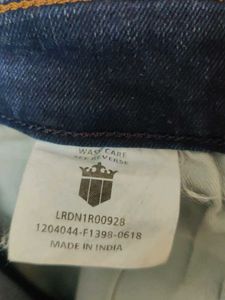 WASH CARE
SEE REVERSE
LRDN1R00928
1204044-F1398-0618
MADE IN INDIA